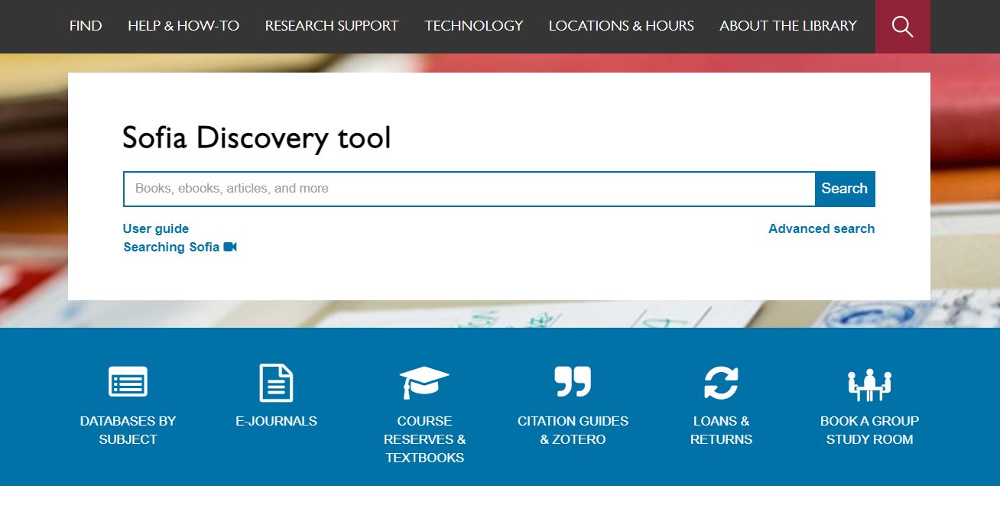 FIND HELP & HOW-TO RESEARCH SUPPORT TECHNOLOGY LOCATIONS & HOURS ABOUT THE LIBRARY
Sofia Discovery tool
Books, ebooks, articles, and more Search
User guide Advanced search
Searching Sofia
DATABASES BY
SUBJECT
E-JOURNALS
COURSE
RESERVES &
TEXTBOOKS
CITATION GUIDES
& ZOTERO
LOANS &
RETURNS
BOOK A GROUP
STUDY ROOM